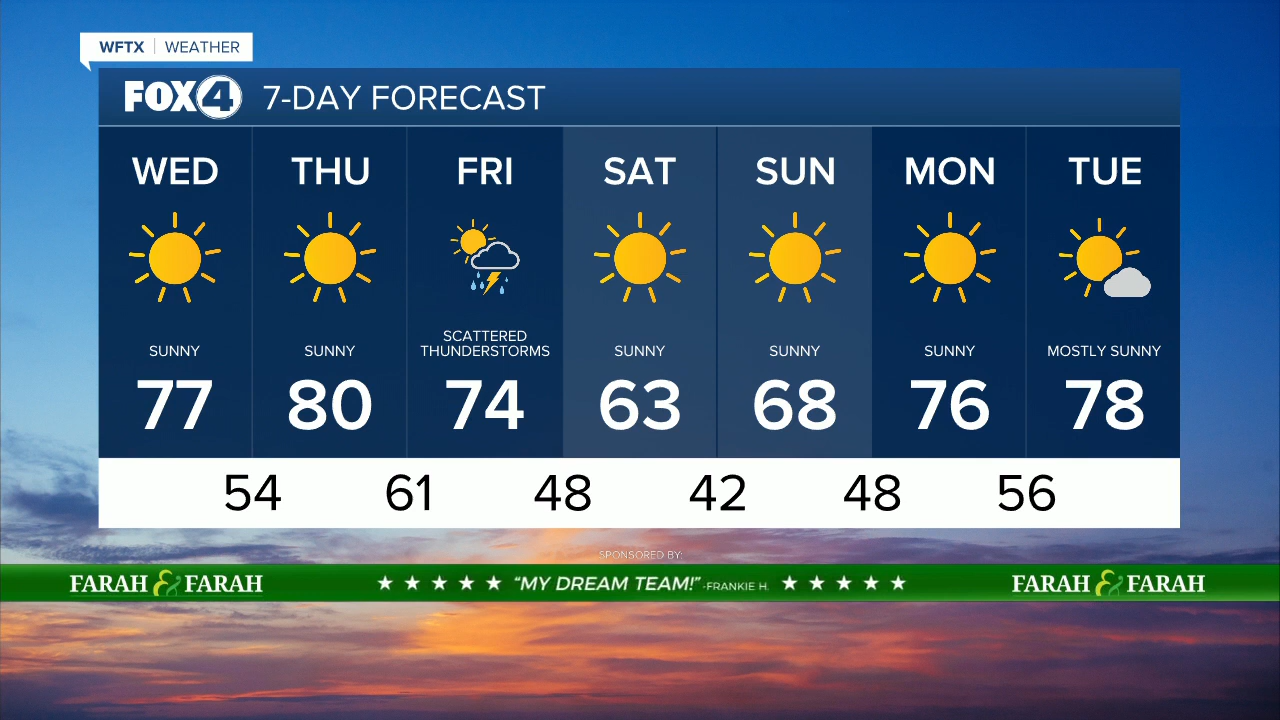 WFTX | WEATHER
FOX 4 7-DAY FORECAST
WED THU FRI SAT SUN MON TUE
SUNNY SUNNY SCATTERED THUNDERSTORMS SUNNY SUNNY SUNNY MOSTLY SUNNY
77 80 74 63 68 76 78
54 61 48 42 48 56
SPONSORED BY:
FARAH & FARAH ★★★★★ “MY DREAM TEAM!” -FRANKIE H. ★★★★★ FARAH & FARAH